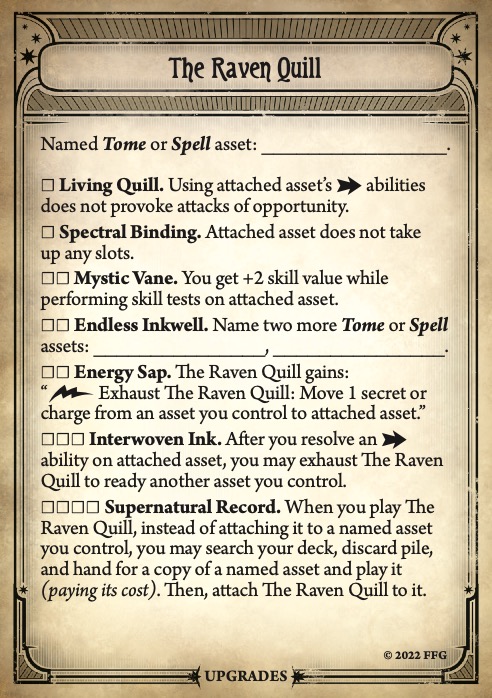 The Raven Quill
Named Tome or Spell asset: ____________________.
☐ Living Quill. Using attached asset's ➧ abilities
does not provoke attacks of opportunity.
☐ Spectral Binding. Attached asset does not take
up any slots.
☐☐ Mystic Vane. You get +2 skill value while
performing skill tests on attached asset.
☐☐ Endless Inkwell. Name two more Tome or Spell
assets: ____________________, ____________________.
☐☐ Energy Sap. The Raven Quill gains:
“ Exhaust The Raven Quill: Move 1 secret or
charge from an asset you control to attached asset.”
☐☐☐ Interwoven Ink. After you resolve an ➧
ability on attached asset, you may exhaust The Raven
Quill to ready another asset you control.
☐☐☐☐ Supernatural Record. When you play The
Raven Quill, instead of attaching it to a named asset
you control, you may search your deck, discard pile,
and hand for a copy of a named asset and play it
(paying its cost). Then, attach The Raven Quill to it.
© 2022 FFG
UPGRADES